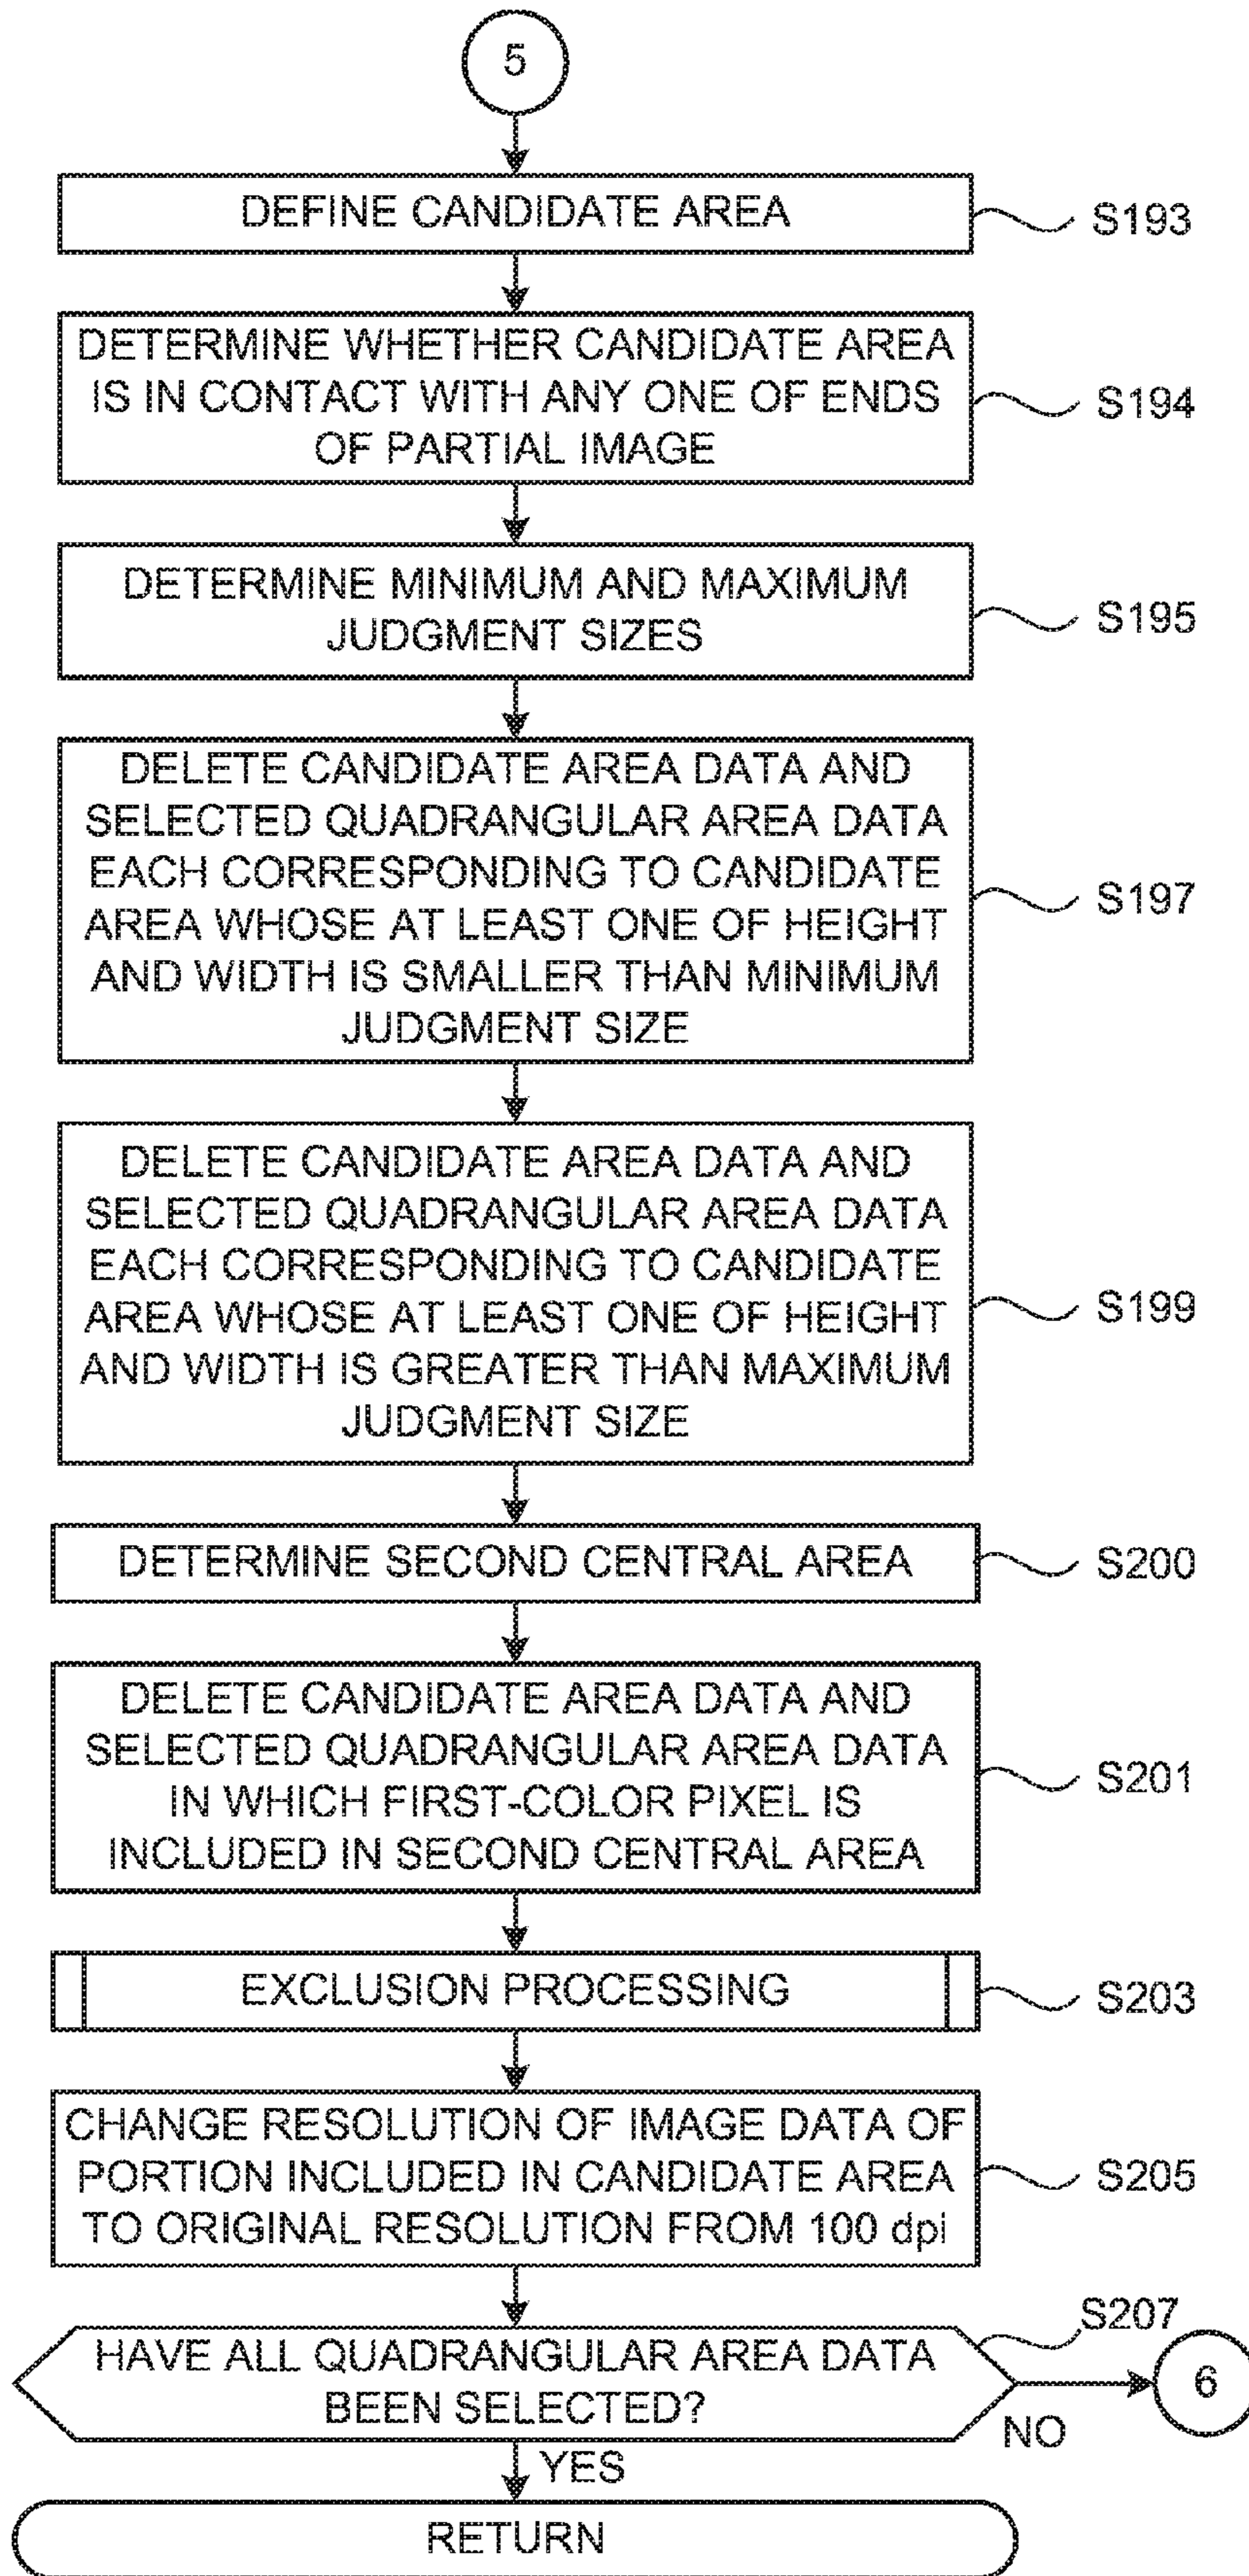 5
DEFINE CANDIDATE AREA
S193
DETERMINE WHETHER CANDIDATE AREA
IS IN CONTACT WITH ANY ONE OF ENDS
OF PARTIAL IMAGE
S194
DETERMINE MINIMUM AND MAXIMUM
JUDGMENT SIZES
S195
DELETE CANDIDATE AREA DATA AND
SELECTED QUADRANGULAR AREA DATA
EACH CORRESPONDING TO CANDIDATE
AREA WHOSE AT LEAST ONE OF HEIGHT
AND WIDTH IS SMALLER THAN MINIMUM
JUDGMENT SIZE
S197
DELETE CANDIDATE AREA DATA AND
SELECTED QUADRANGULAR AREA DATA
EACH CORRESPONDING TO CANDIDATE
AREA WHOSE AT LEAST ONE OF HEIGHT
AND WIDTH IS GREATER THAN MAXIMUM
JUDGMENT SIZE
S199
DETERMINE SECOND CENTRAL AREA
S200
DELETE CANDIDATE AREA DATA AND
SELECTED QUADRANGULAR AREA DATA
IN WHICH FIRST-COLOR PIXEL IS
INCLUDED IN SECOND CENTRAL AREA
S201
EXCLUSION PROCESSING
S203
CHANGE RESOLUTION OF IMAGE DATA OF
PORTION INCLUDED IN CANDIDATE AREA
TO ORIGINAL RESOLUTION FROM 100 dpi
S205
HAVE ALL QUADRANGULAR AREA DATA
BEEN SELECTED?
S207
6
NO
YES
RETURN